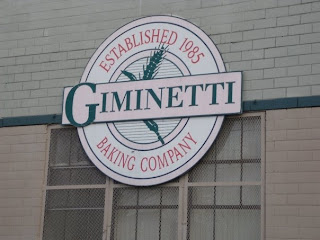 ESTABLISHED 1985
GIMINETTI
BAKING COMPANY